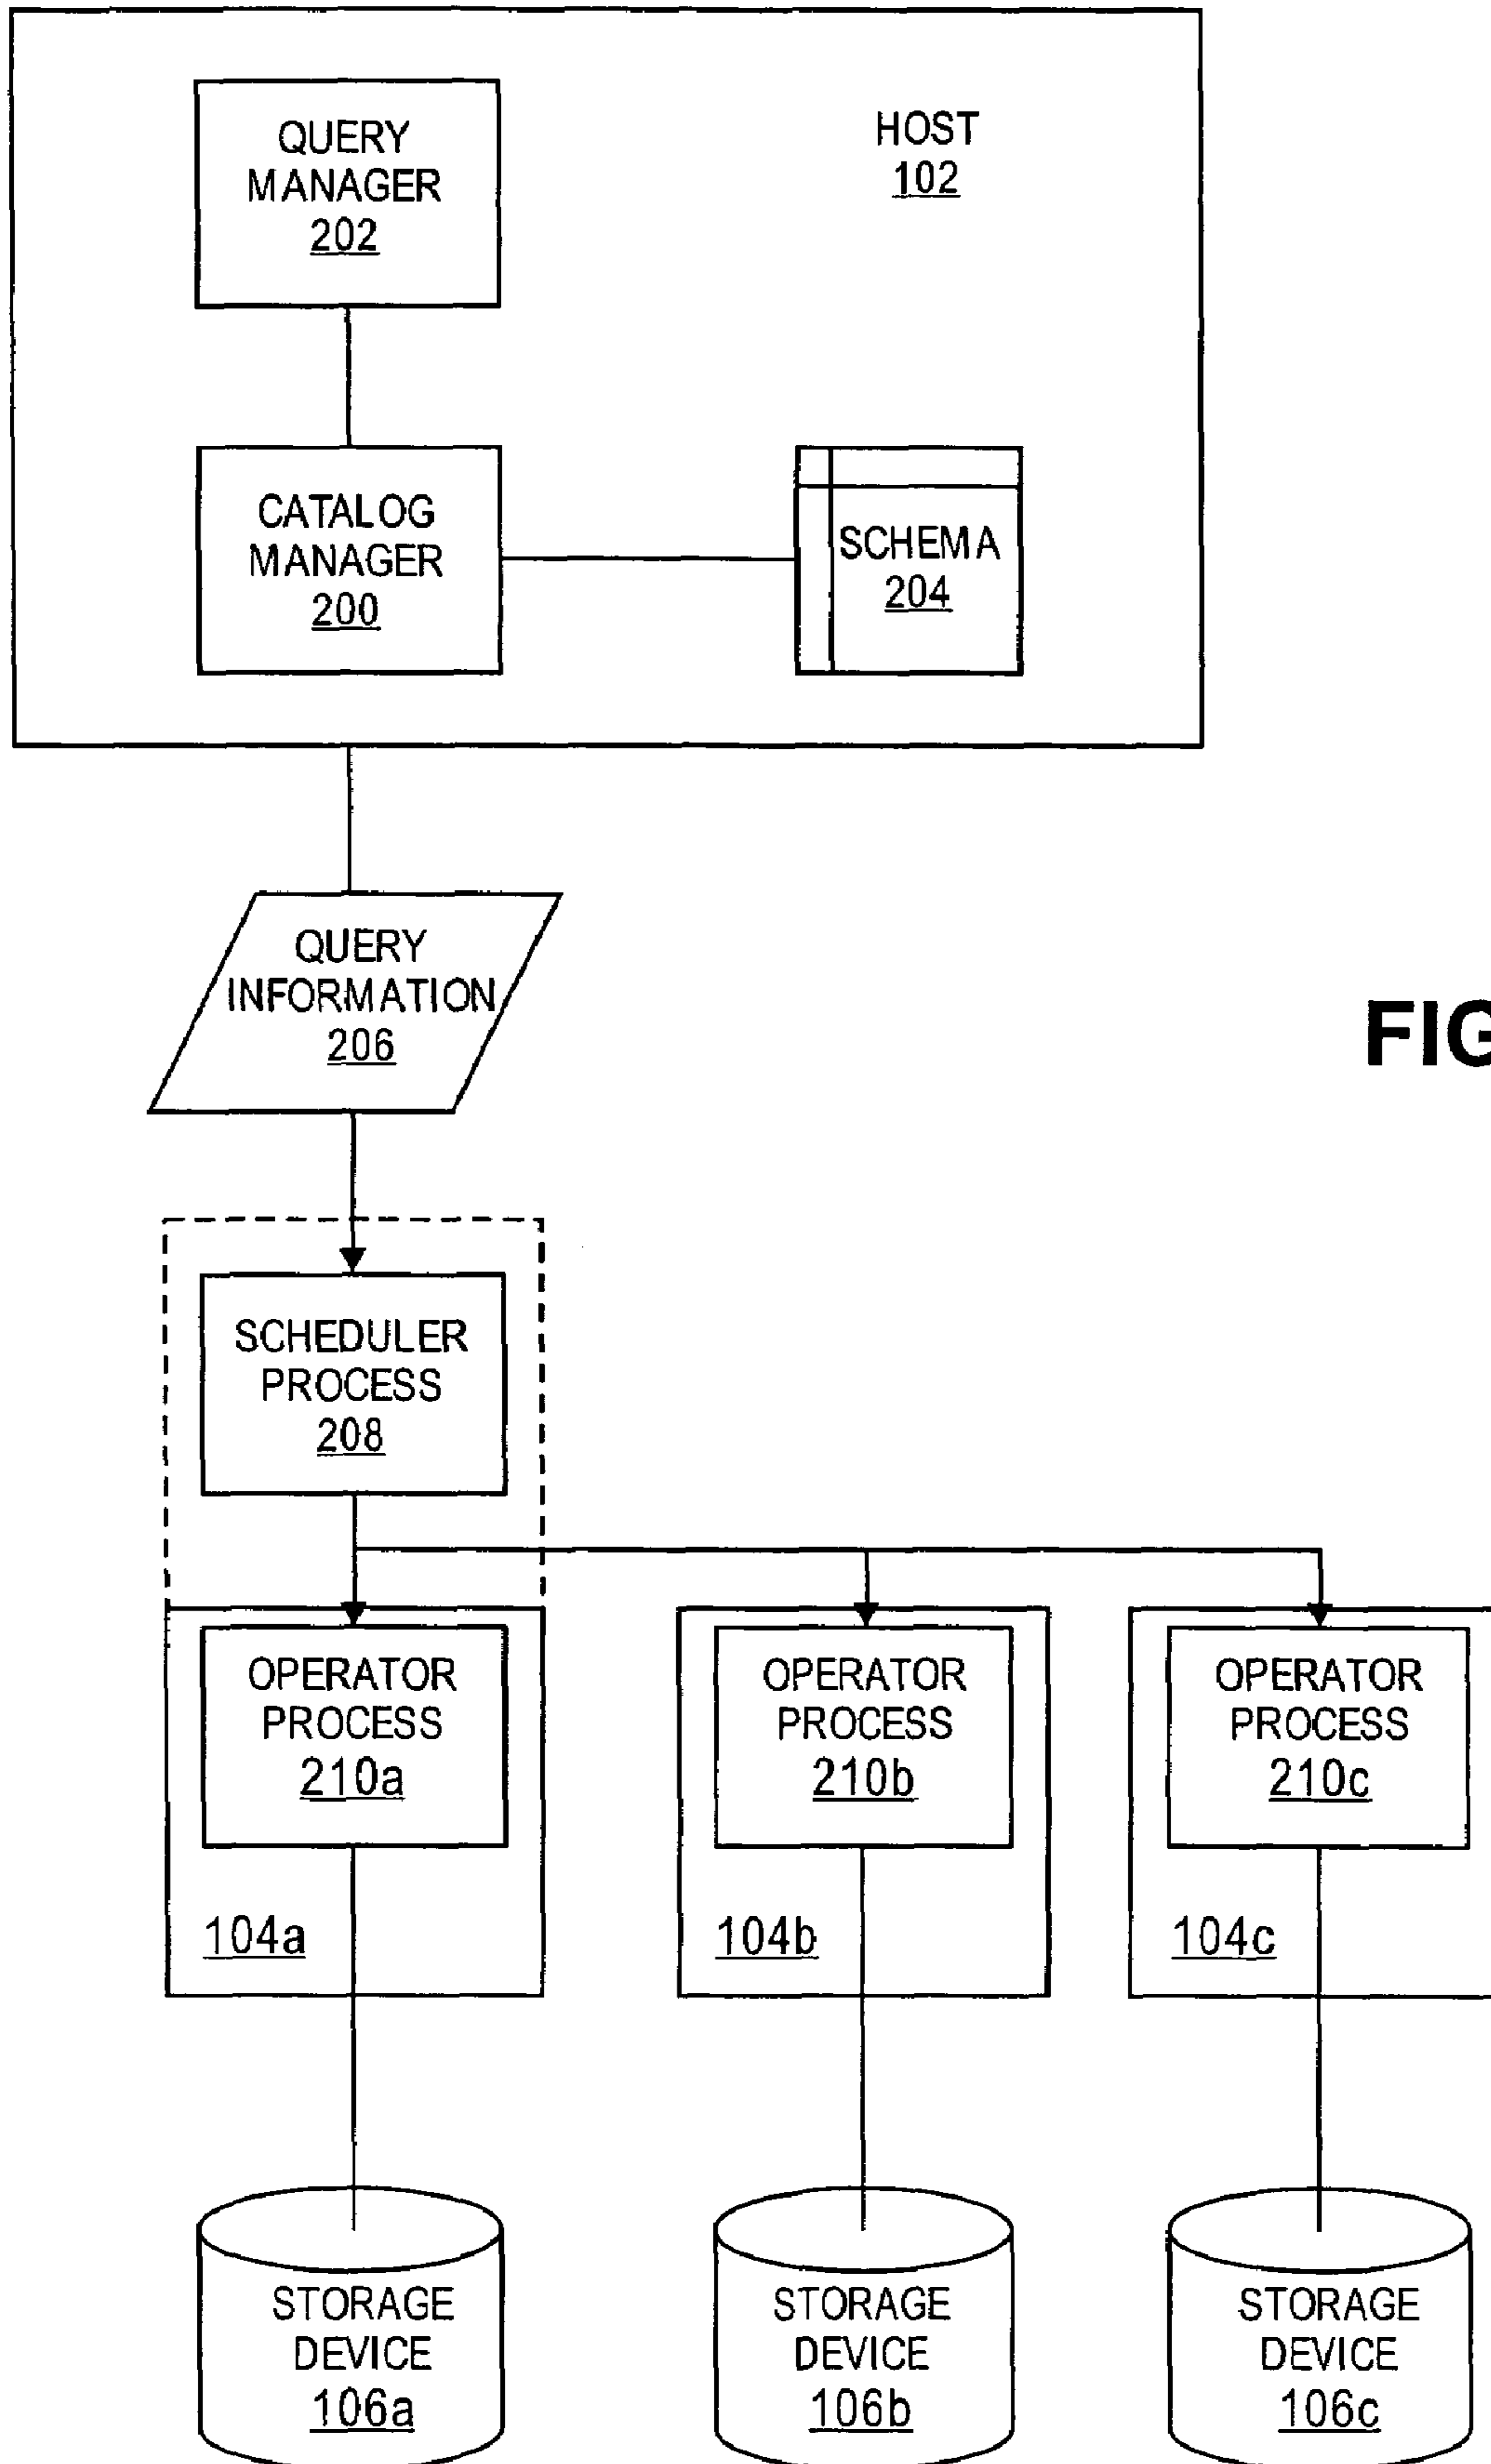 QUERY
MANAGER
202
HOST
102
CATALOG
MANAGER
200
SCHEMA
204
QUERY
INFORMATION
206
FIG
SCHEDULER
PROCESS
208
OPERATOR
PROCESS
210a
OPERATOR
PROCESS
210b
OPERATOR
PROCESS
210c
104a
104b
104c
STORAGE
DEVICE
106a
STORAGE
DEVICE
106b
STORAGE
DEVICE
106c